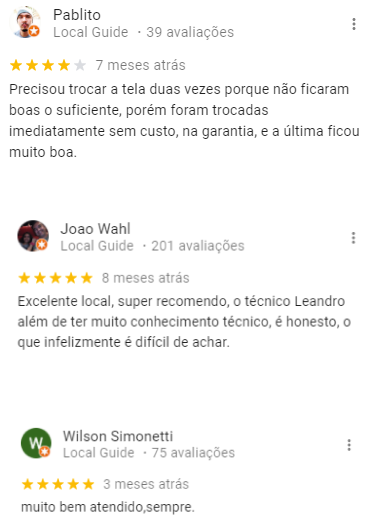 Pablito
Local Guide · 39 avaliações
7 meses atrás
Precisou trocar a tela duas vezes porque não ficaram
boas o suficiente, porém foram trocadas
imediatamente sem custo, na garantia, e a última ficou
muito boa.
Joao Wahl
Local Guide · 201 avaliações
8 meses atrás
Excelente local, super recomendo, o técnico Leandro
além de ter muito conhecimento técnico, é honesto, o
que infelizmente é difícil de achar.
W
Wilson Simonetti
Local Guide · 75 avaliações
3 meses atrás
muito bem atendido,sempre.